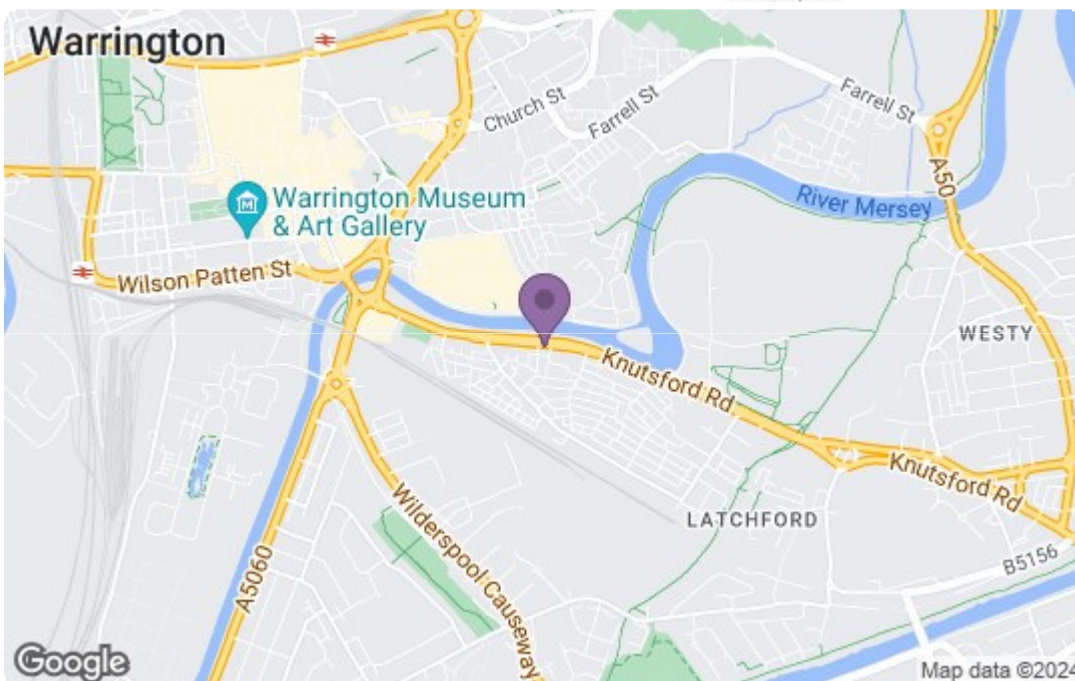 Warrington
Church St
Farrell St
Farrell St
A50
Warrington Museum
& Art Gallery
River Mersey
Wilson Patten St
WESTY
Knutsford Rd
Knutsford Rd
LATCHFORD
Wilderspool Causeway
A5060
B5156
Google
Map data ©2024